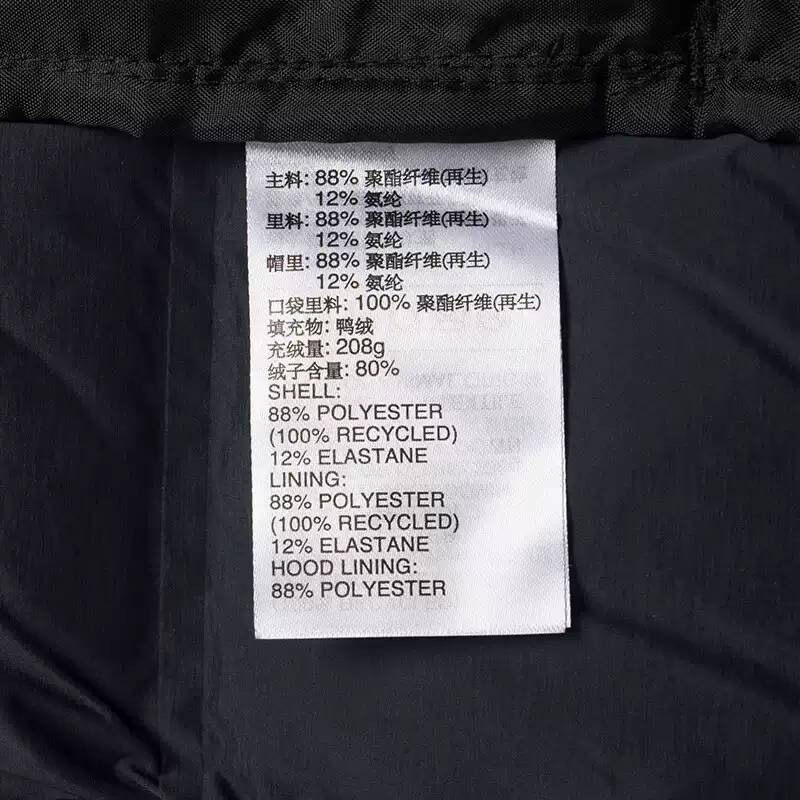 主料: 88% 聚酯纤维(再生)
12% 氨纶
里料: 88% 聚酯纤维(再生)
12% 氨纶
帽里: 88% 聚酯纤维(再生)
12% 氨纶
口袋里料: 100% 聚酯纤维(再生)
填充物: 鸭绒
充绒量: 208g
绒子含量: 80%
SHELL:
88% POLYESTER
(100% RECYCLED)
12% ELASTANE
LINING:
88% POLYESTER
(100% RECYCLED)
12% ELASTANE
HOOD LINING:
88% POLYESTER